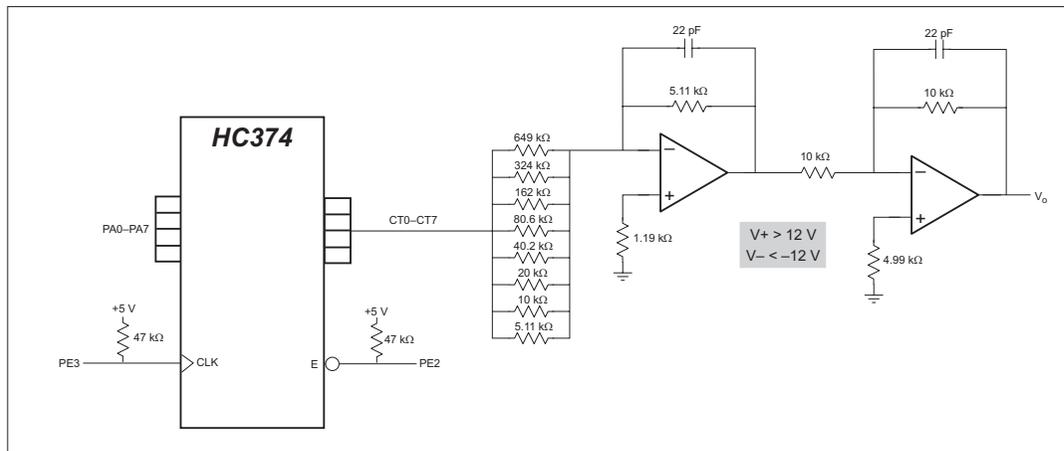 22 pF
22 pF
5.11 kΩ
10 kΩ
HC374
649 kΩ
324 kΩ
162 kΩ
80.6 kΩ
40.2 kΩ
20 kΩ
10 kΩ
5.11 kΩ
−
+
10 kΩ
−
+
Vo
PA0–PA7
CT0–CT7
1.19 kΩ
V+ > 12 V
V– < –12 V
4.99 kΩ
+5 V
47 kΩ
+5 V
47 kΩ
PE3
CLK
E
PE2